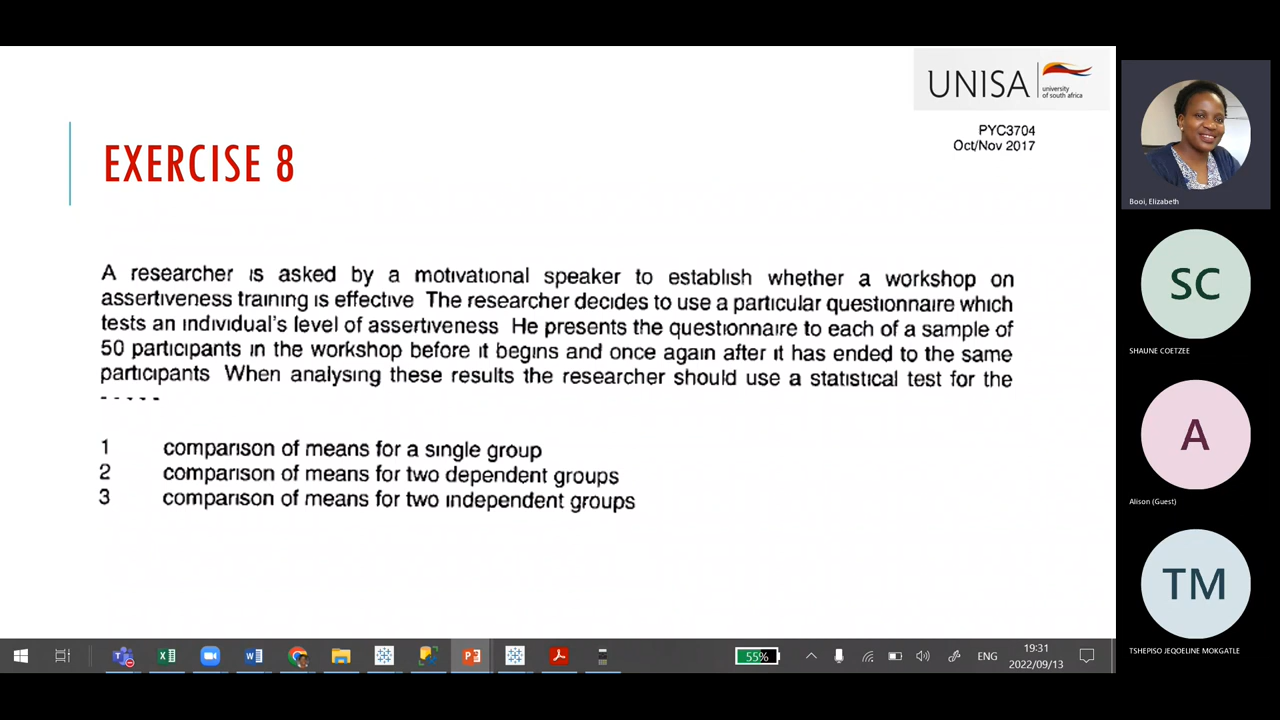 UNISA
university
of south africa
PYC3704
Oct/Nov 2017
EXERCISE 8
A researcher is asked by a motivational speaker to establish whether a workshop on
assertiveness training is effective The researcher decides to use a particular questionnaire which
tests an individual's level of assertiveness He presents the questionnaire to each of a sample of
50 participants in the workshop before it begins and once again after it has ended to the same
participants When analysing these results the researcher should use a statistical test for the
- - - - -
1 comparison of means for a single group
2 comparison of means for two dependent groups
3 comparison of means for two independent groups
Booi, Elizabeth
SC
SHAUNE COETZEE
A
Alison (Guest)
TM
TSHEPISO JEQOELINE MOKGATLE
55%
ENG
19:31
2022/09/13